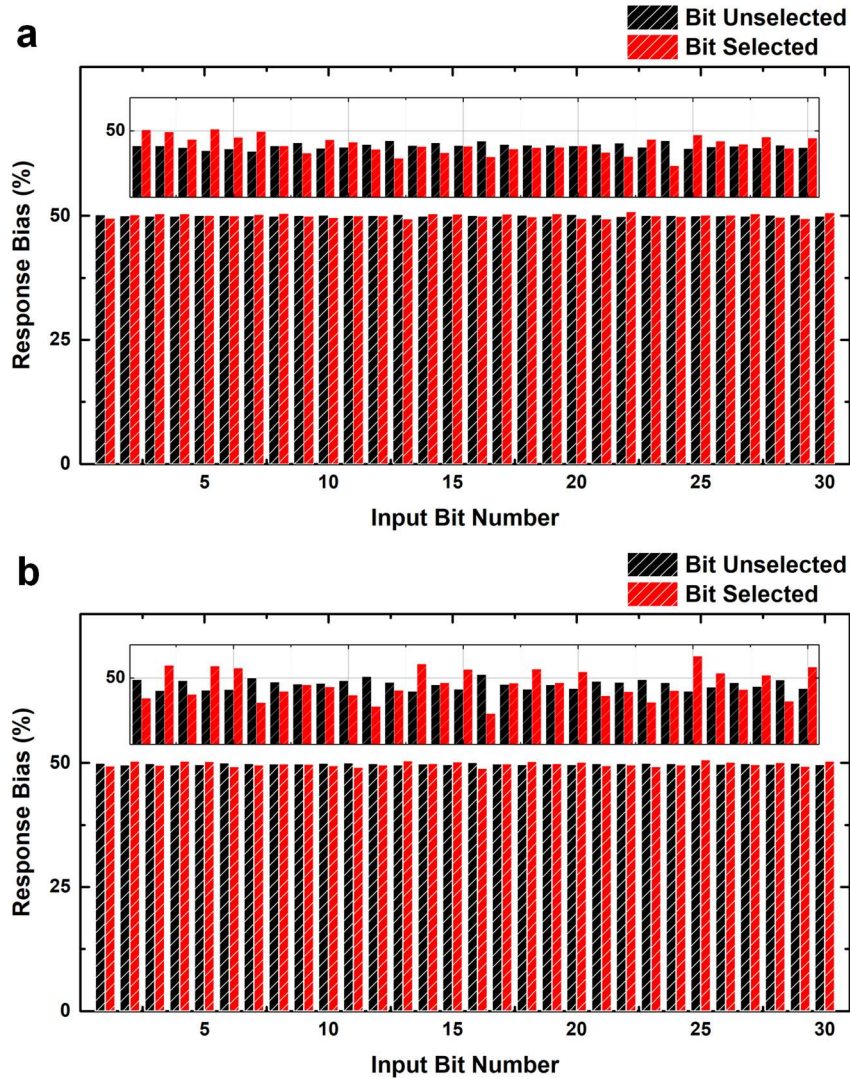 a
Bit Unselected
Bit Selected
50
50
25
0
Response Bias (%)
5 10 15 20 25 30
Input Bit Number
b
Bit Unselected
Bit Selected
50
50
25
0
Response Bias (%)
5 10 15 20 25 30
Input Bit Number